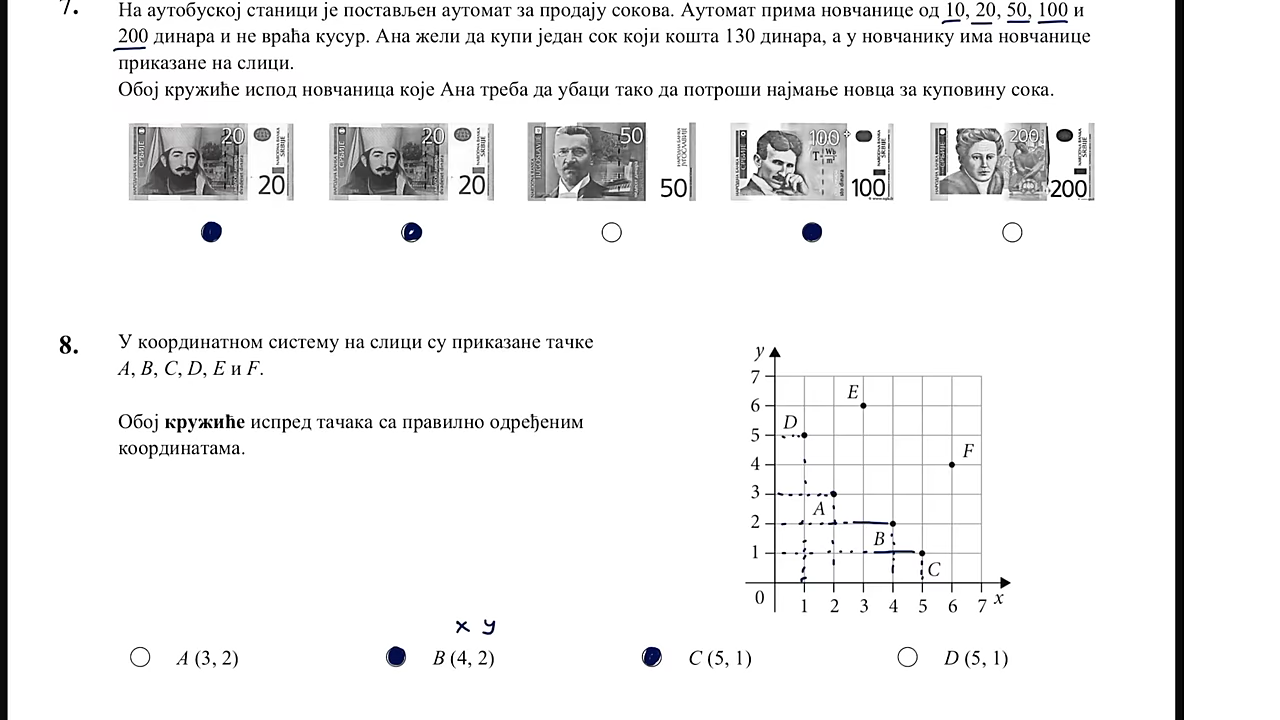 7.
На аутобуској станици је постављен аутомат за продају сокова. Аутомат прима новчанице од 10, 20, 50, 100 и
200 динара и не враћа кусур. Ана жели да купи један сок који кошта 130 динара, а у новчанику има новчанице
приказане на слици.
Обој кружиће испод новчаница које Ана треба да убаци тако да потроши најмање новца за куповину сока.
20 20 20 20 50 50 100 100 200 200
8.
У координатном систему на слици су приказане тачке
A, B, C, D, E и F.
Обој кружиће испред тачака са правилно одређеним
координатама.
y
7
6 E
5 D
4 F
3
A
2
B
1
C
0 1 2 3 4 5 6 7 x
x y
A (3, 2) B (4, 2) C (5, 1) D (5, 1)